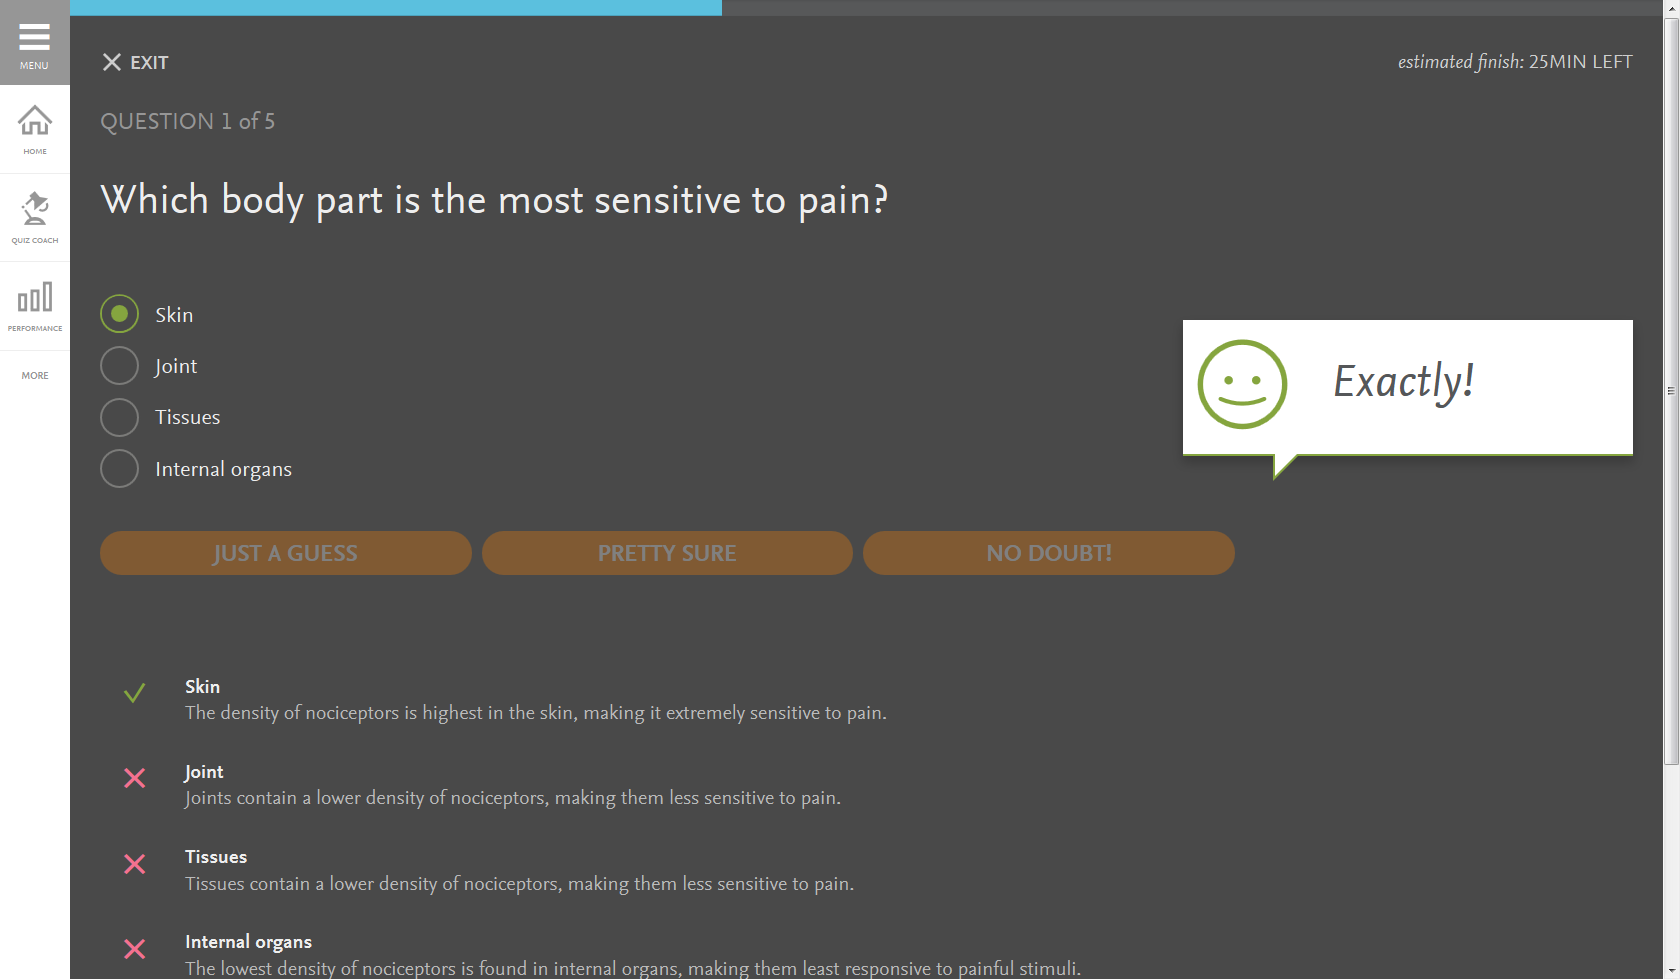 MENU
HOME
QUIZ COACH
PERFORMANCE
MORE
EXIT
estimated finish: 25MIN LEFT
QUESTION 1 of 5
Which body part is the most sensitive to pain?
Skin
Joint
Tissues
Internal organs
Exactly!
JUST A GUESS
PRETTY SURE
NO DOUBT!
Skin
The density of nociceptors is highest in the skin, making it extremely sensitive to pain.
Joint
Joints contain a lower density of nociceptors, making them less sensitive to pain.
Tissues
Tissues contain a lower density of nociceptors, making them less sensitive to pain.
Internal organs
The lowest density of nociceptors is found in internal organs, making them least responsive to painful stimuli.